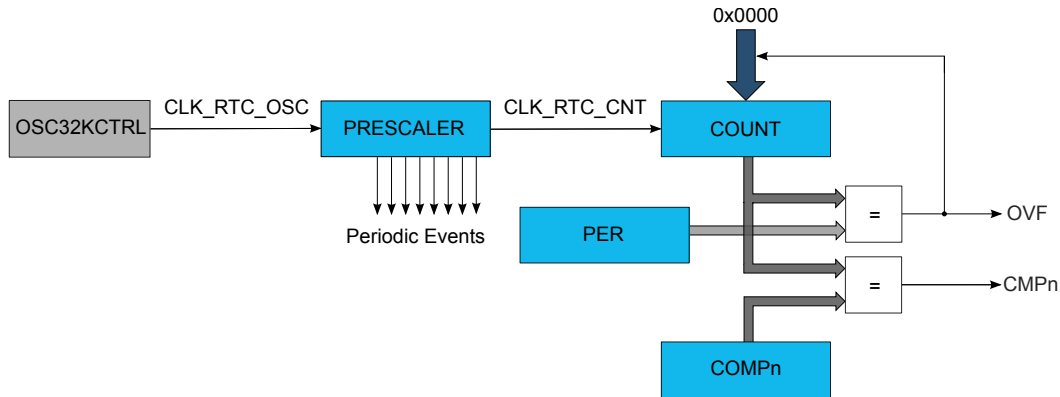 0x0000
CLK_RTC_OSC
CLK_RTC_CNT
OSC32KCTRL
PRESCALER
COUNT
Periodic Events
PER
=
OVF
=
CMPn
COMPn